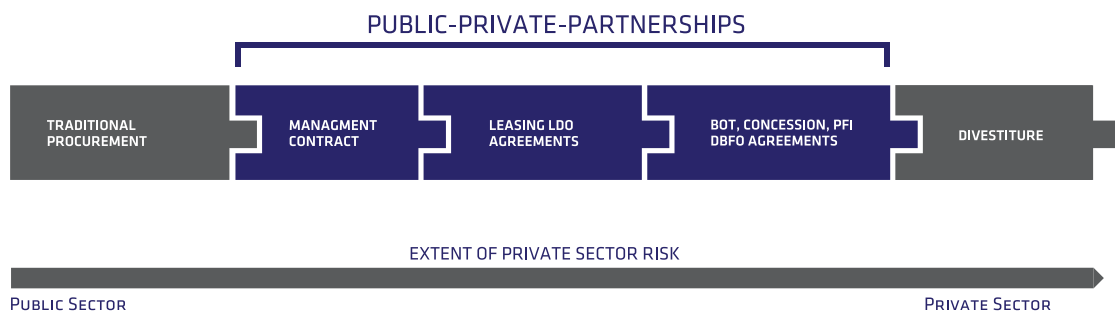 PUBLIC-PRIVATE-PARTNERSHIPS
TRADITIONAL
PROCUREMENT
MANAGMENT
CONTRACT
LEASING LDO
AGREEMENTS
BOT, CONCESSION, PFI
DBFO AGREEMENTS
DIVESTITURE
EXTENT OF PRIVATE SECTOR RISK
PUBLIC SECTOR
PRIVATE SECTOR